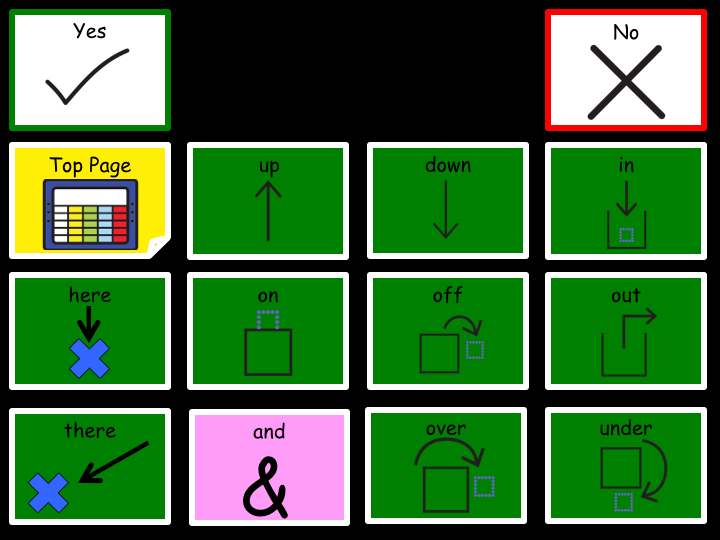 Yes
No
Top Page
up
down
in
here
on
off
out
there
and
&
over
under